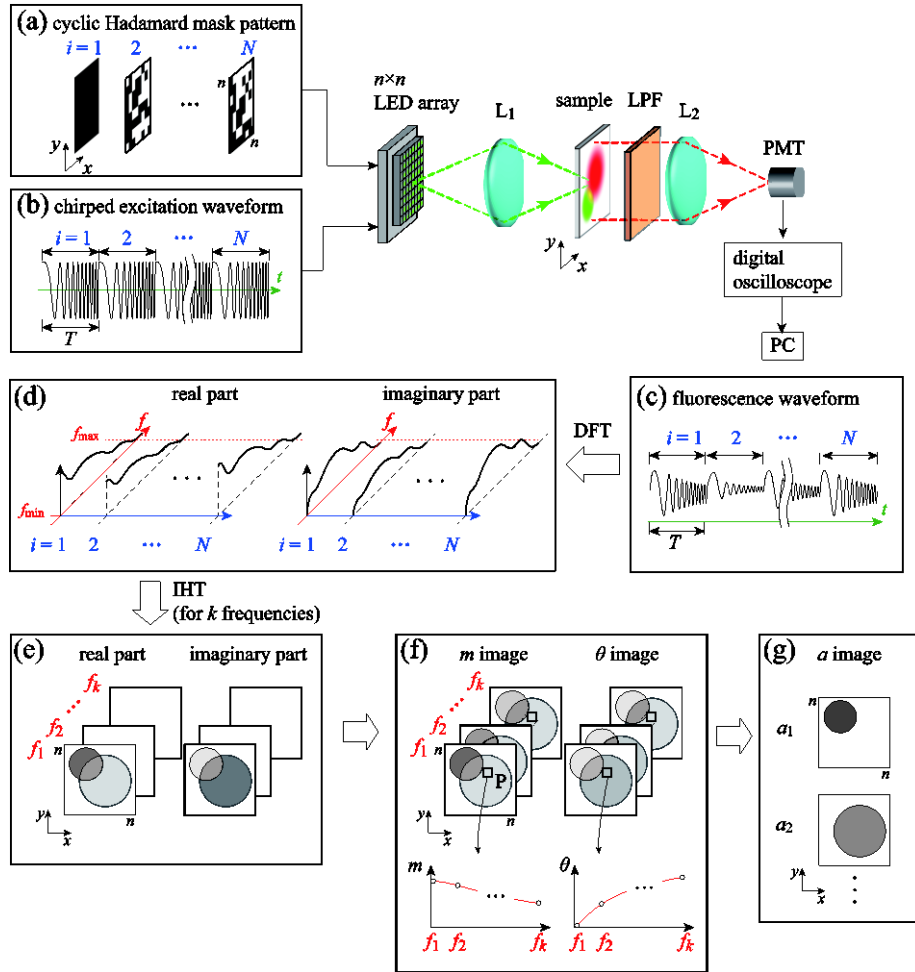 (a) cyclic Hadamard mask pattern
i = 1 2 ··· N
n
n
···
y
x
(b) chirped excitation waveform
i = 1 2 ··· N
t
T
n×n
LED array
L1
sample
LPF
L2
PMT
y
x
digital
oscilloscope
PC
(c) fluorescence waveform
i = 1 2 ··· N
t
T
DFT
(d) real part imaginary part
fmax
f
f
fmin
··· ···
i = 1 2 ··· N i = 1 2 ··· N
IHT
(for k frequencies)
(e) real part imaginary part
fk
···
f2
f1
n
n
y
x
(f) m image θ image
fk fk
··· ···
f2 f2
f1 f1
n n
P
n n
y
x
m θ
··· ···
f1 f2 fk f1 f2 fk
(g) a image
n
a1
n
a2
y
x
⋮